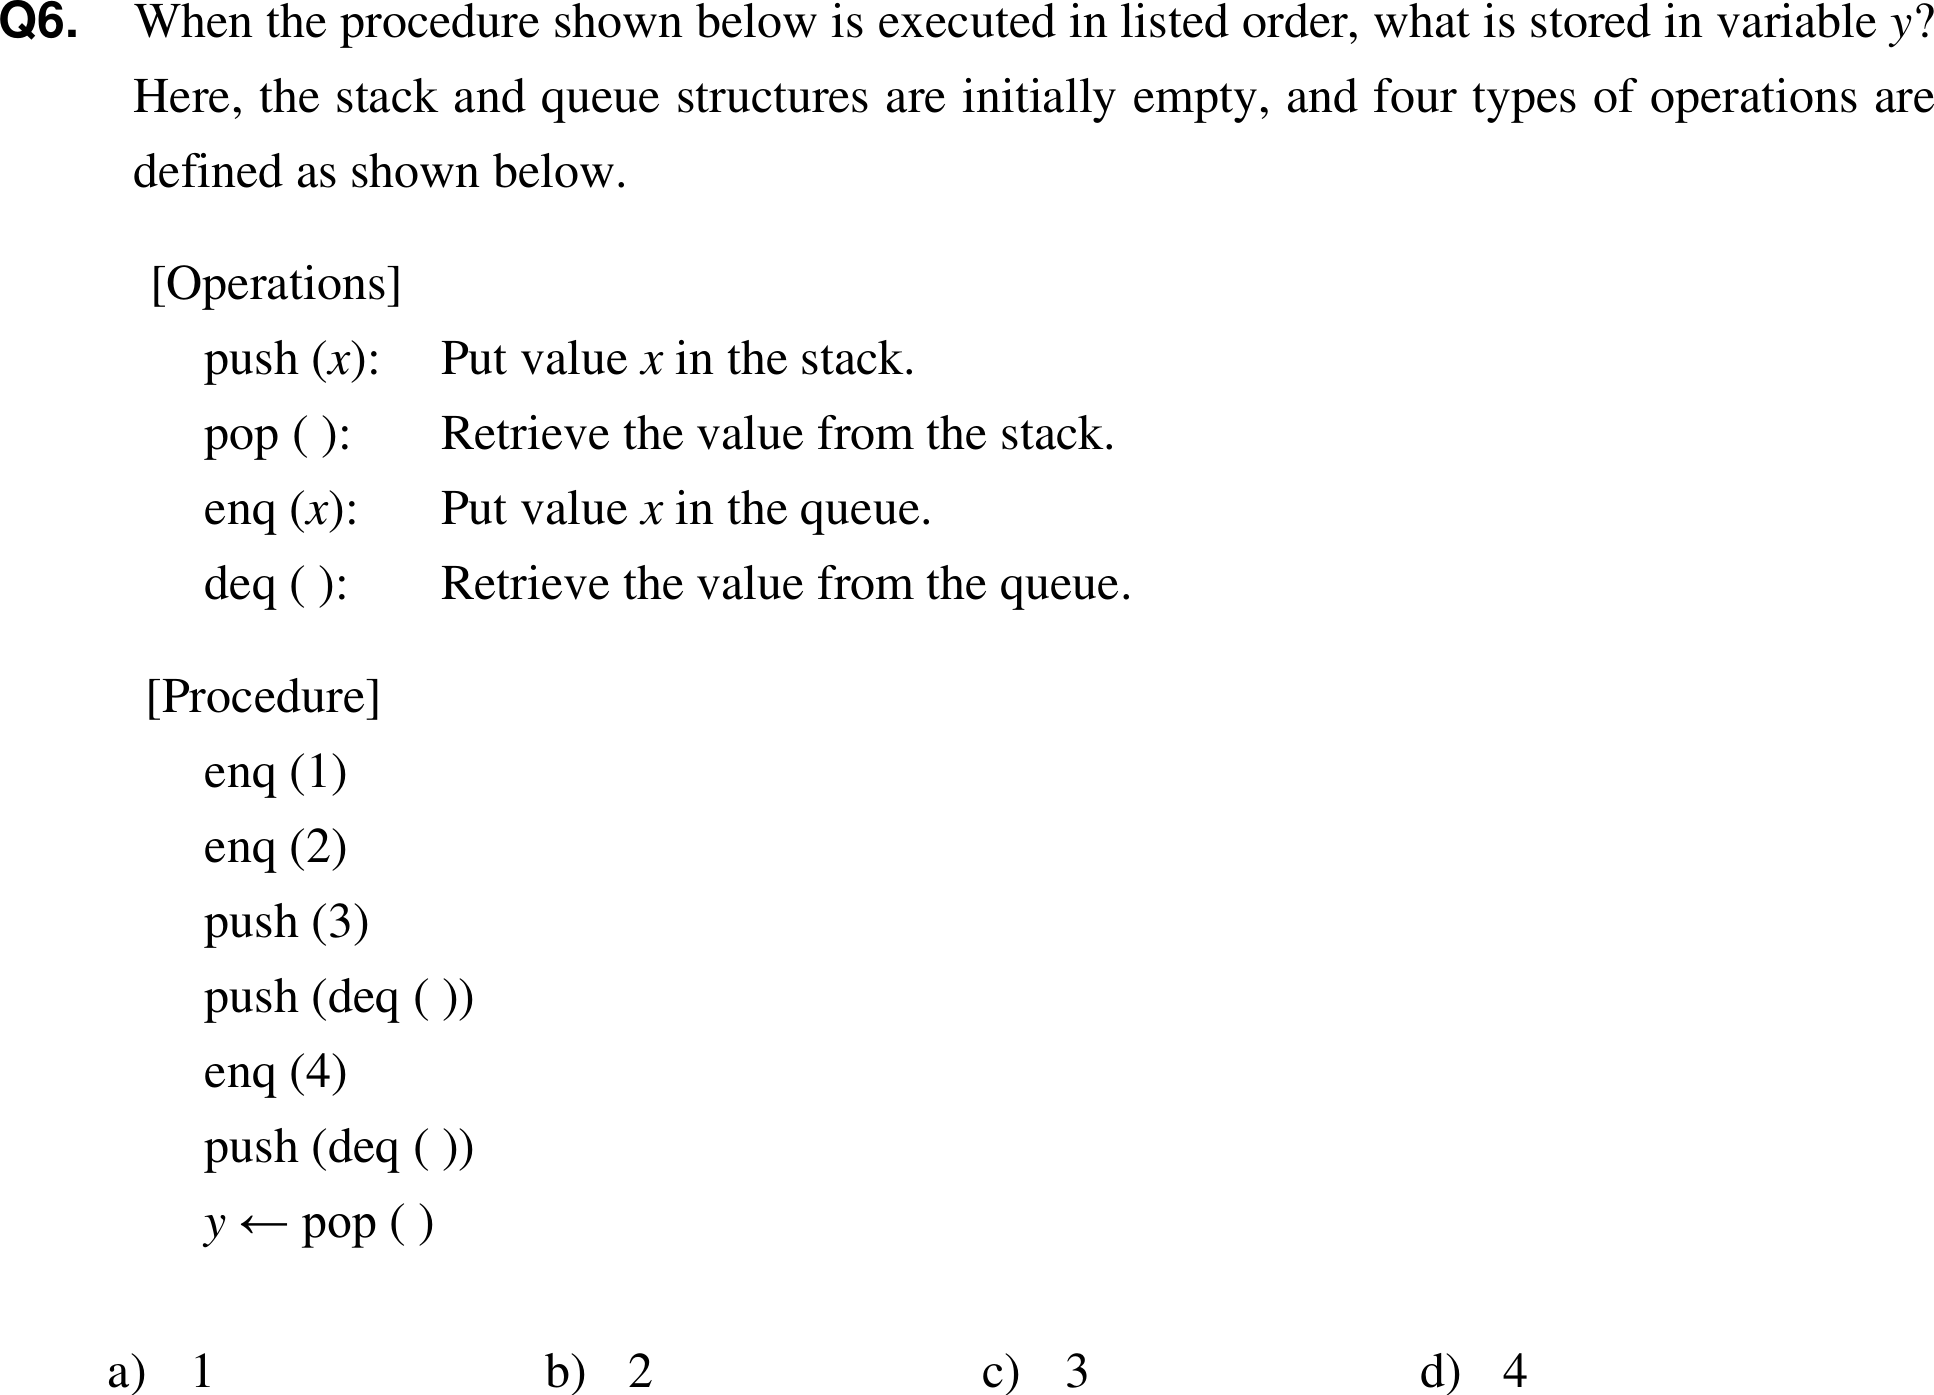 Q6. When the procedure shown below is executed in listed order, what is stored in variable y?
Here, the stack and queue structures are initially empty, and four types of operations are
defined as shown below.
[Operations]
push (x): Put value x in the stack.
pop ( ): Retrieve the value from the stack.
enq (x): Put value x in the queue.
deq ( ): Retrieve the value from the queue.
[Procedure]
enq (1)
enq (2)
push (3)
push (deq ( ))
enq (4)
push (deq ( ))
y ← pop ( )
a) 1 b) 2 c) 3 d) 4